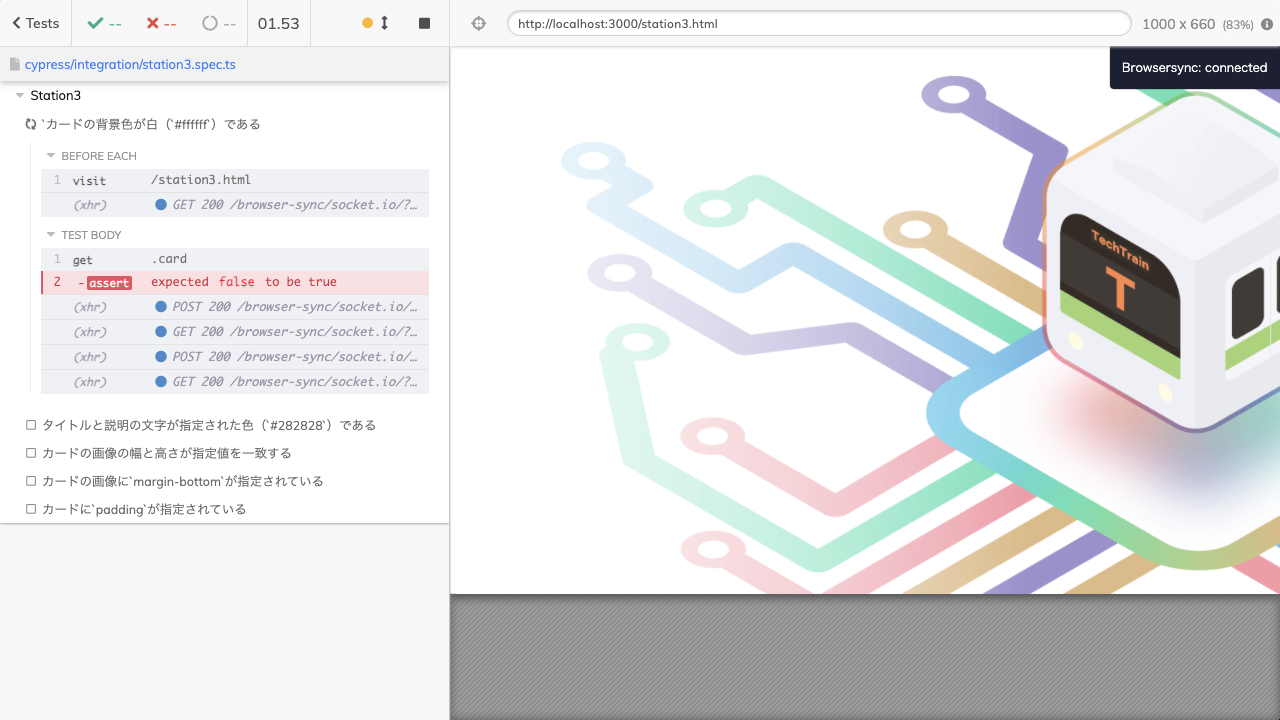 Tests
--
--
--
01.53
http://localhost:3000/station3.html
1000 x 660 (83%)
cypress/integration/station3.spec.ts
Browsersync: connected
Station3
`カードの背景色が白（`#ffffff`）である
BEFORE EACH
1 visit /station3.html
(xhr) GET 200 /browser-sync/socket.io/?…
TEST BODY
1 get .card
2 -assert expected false to be true
(xhr) POST 200 /browser-sync/socket.io/…
(xhr) GET 200 /browser-sync/socket.io/?…
(xhr) POST 200 /browser-sync/socket.io/…
(xhr) GET 200 /browser-sync/socket.io/?…
タイトルと説明の文字が指定された色（`#282828`）である
カードの画像の幅と高さが指定値を一致する
カードの画像に`margin-bottom`が指定されている
カードに`padding`が指定されている
TechTrain
T